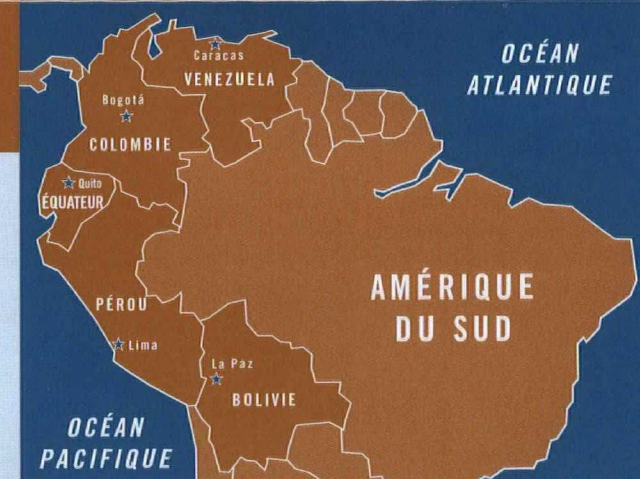 OCÉAN
ATLANTIQUE
Caracas
VENEZUELA
Bogotá
COLOMBIE
Quito
ÉQUATEUR
AMÉRIQUE
DU SUD
PÉROU
Lima
La Paz
BOLIVIE
OCÉAN
PACIFIQUE